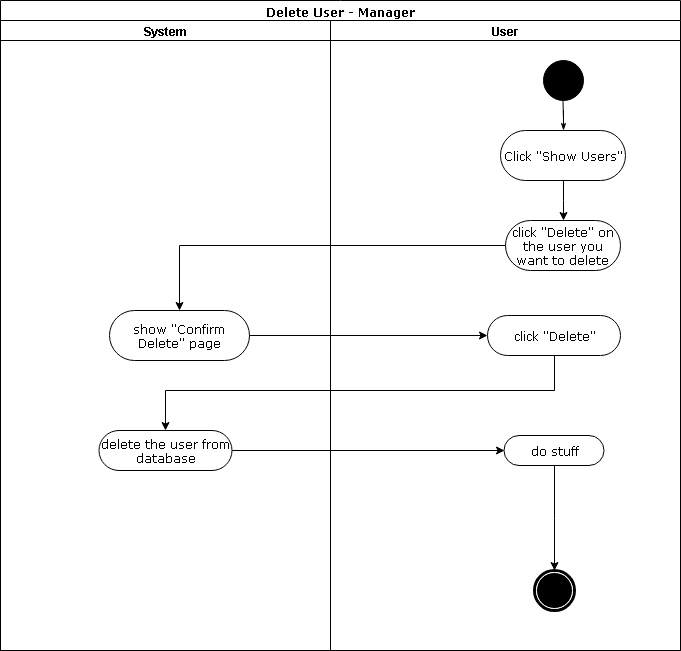 Delete User - Manager
System
User
Click "Show Users"
click "Delete" on
the user you
want to delete
show "Confirm
Delete" page
click "Delete"
delete the user from
database
do stuff